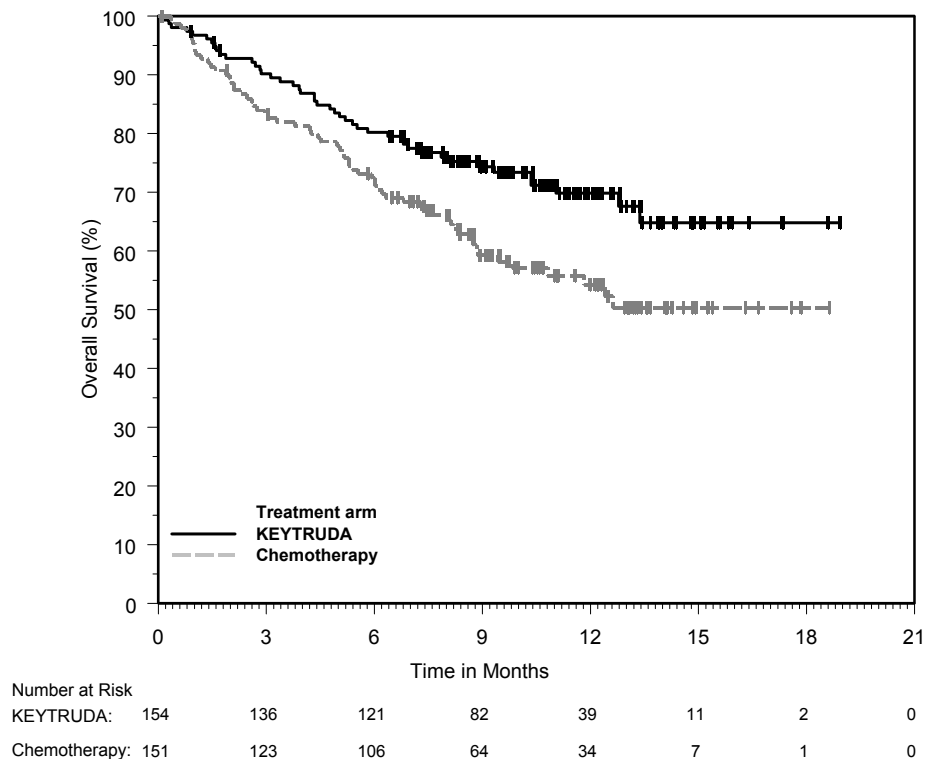 100
90
80
70
60
50
40
30
20
10
0
Overall Survival (%)
Treatment arm
KEYTRUDA
Chemotherapy
0 3 6 9 12 15 18 21
Time in Months
Number at Risk
KEYTRUDA: 154 136 121 82 39 11 2 0
Chemotherapy: 151 123 106 64 34 7 1 0